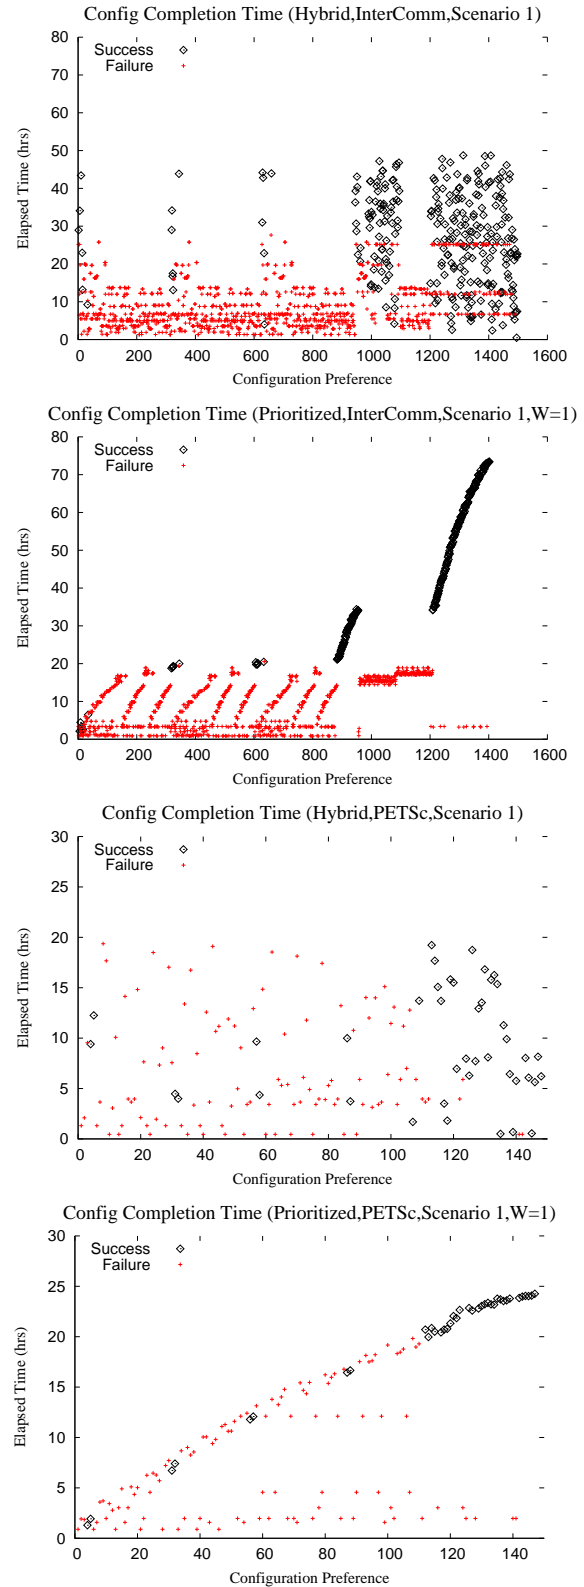 Config Completion Time (Hybrid,InterComm,Scenario 1)
80
70
60
50
40
30
20
10
0
Success
Failure
Elapsed Time (hrs)
0 200 400 600 800 1000 1200 1400 1600
Configuration Preference
Config Completion Time (Prioritized,InterComm,Scenario 1,W=1)
80
70
60
50
40
30
20
10
0
Success
Failure
Elapsed Time (hrs)
0 200 400 600 800 1000 1200 1400 1600
Configuration Preference
Config Completion Time (Hybrid,PETSc,Scenario 1)
30
25
20
15
10
5
0
Success
Failure
Elapsed Time (hrs)
0 20 40 60 80 100 120 140
Configuration Preference
Config Completion Time (Prioritized,PETSc,Scenario 1,W=1)
30
25
20
15
10
5
0
Success
Failure
Elapsed Time (hrs)
0 20 40 60 80 100 120 140
Configuration Preference